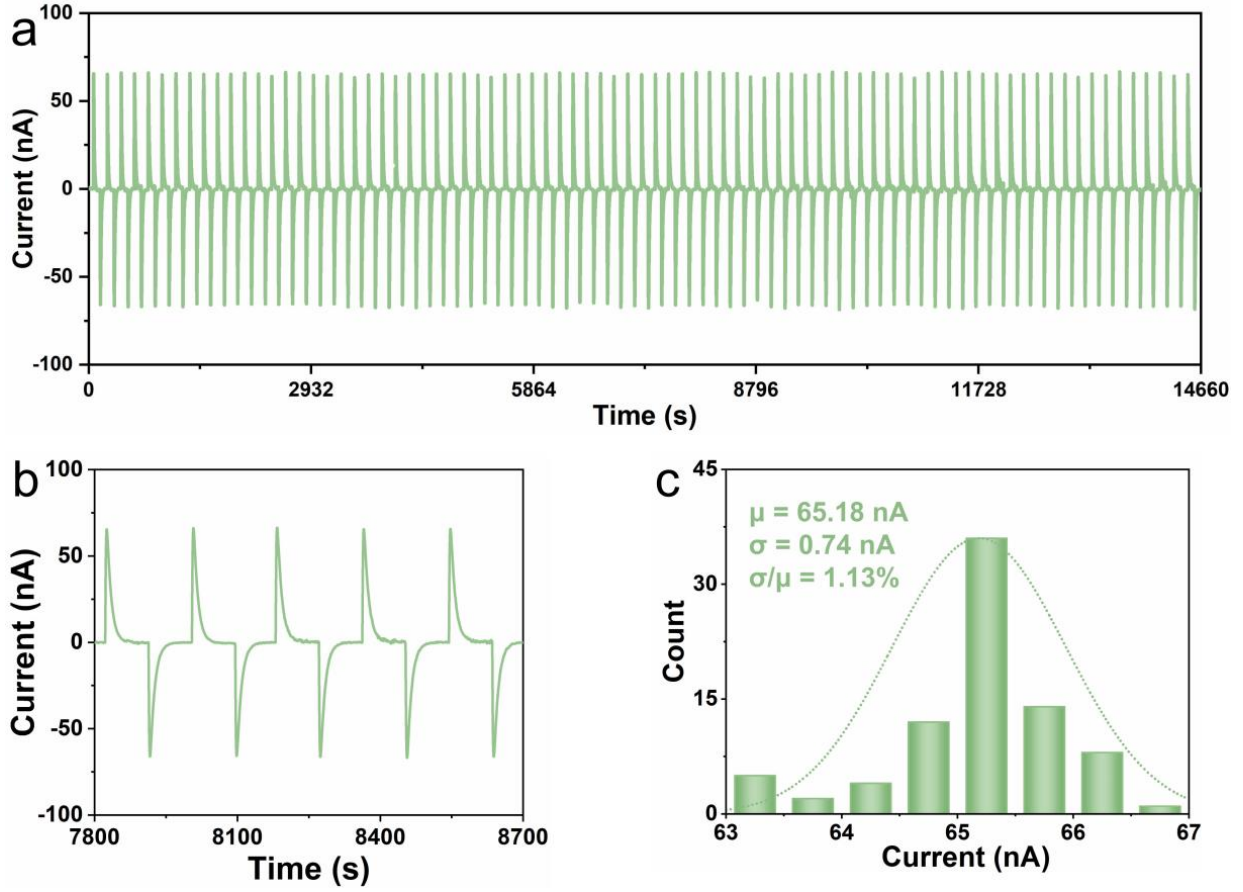 a
100
50
0
-50
-100
Current (nA)
0 2932 5864 8796 11728 14660
Time (s)
b
100
50
0
-50
-100
Current (nA)
7800 8100 8400 8700
Time (s)
c
45
30
15
0
Count
μ = 65.18 nA
σ = 0.74 nA
σ/μ = 1.13%
63 64 65 66 67
Current (nA)